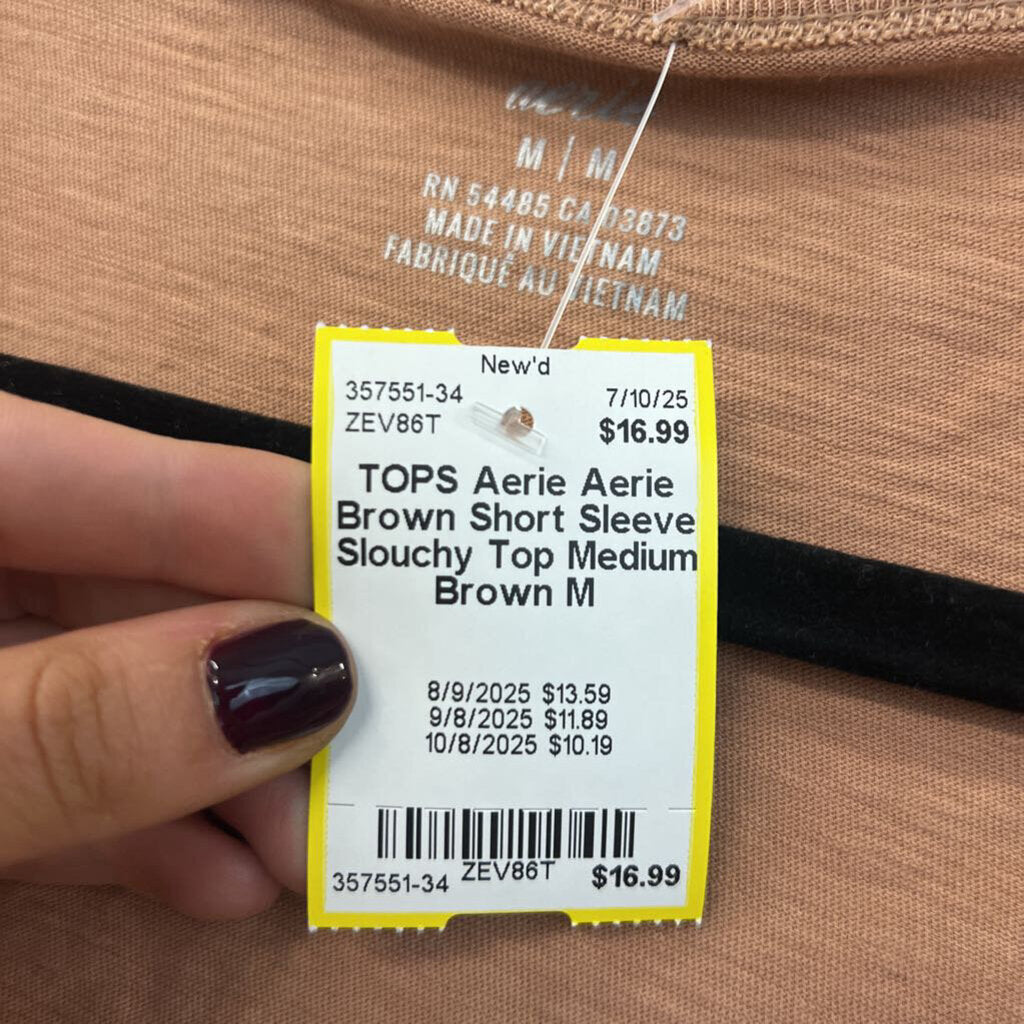 aerie
M | M
RN 54485 CA 03873
MADE IN VIETNAM
FABRIQUÉ AU VIETNAM
New'd
357551-34 7/10/25
ZEV86T $16.99
TOPS Aerie Aerie
Brown Short Sleeve
Slouchy Top Medium
Brown M
8/9/2025 $13.59
9/8/2025 $11.89
10/8/2025 $10.19
357551-34 ZEV86T $16.99